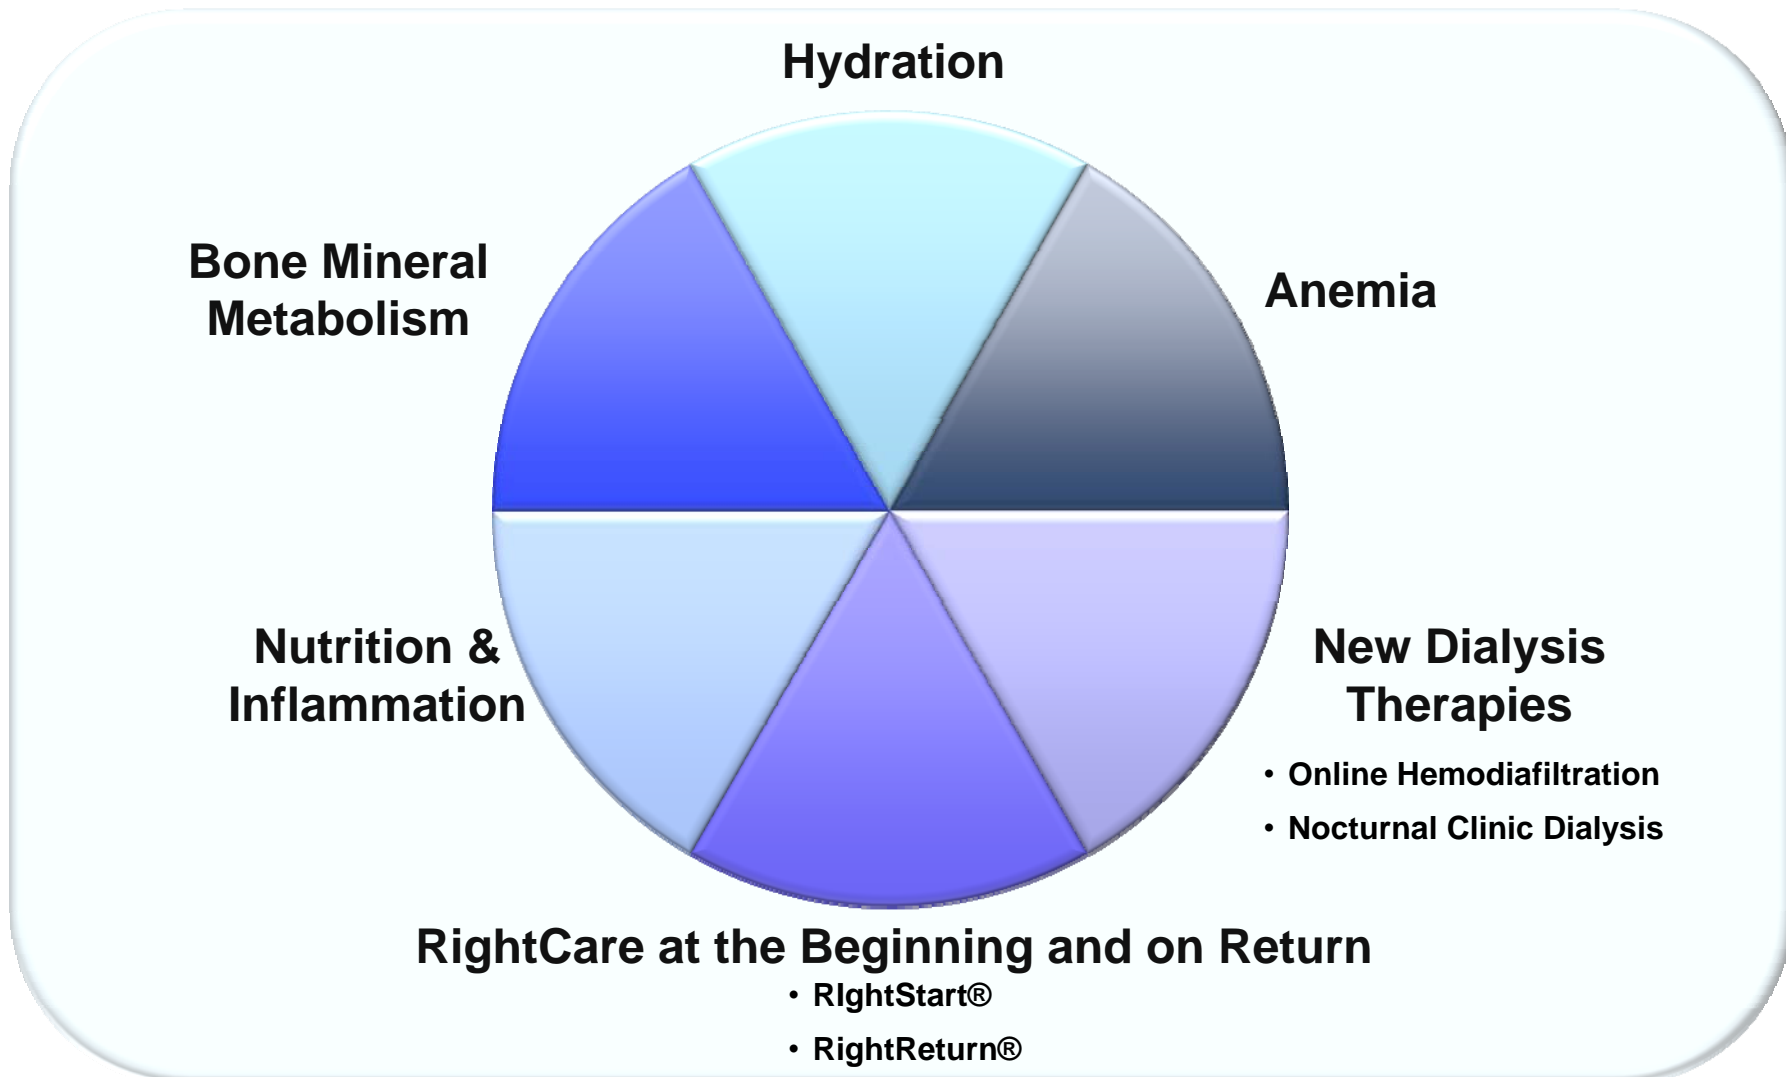 Hydration
Bone Mineral
Metabolism
Anemia
Nutrition &
Inflammation
New Dialysis
Therapies
• Online Hemodiafiltration
• Nocturnal Clinic Dialysis
RightCare at the Beginning and on Return
• RIghtStart®
• RightReturn®